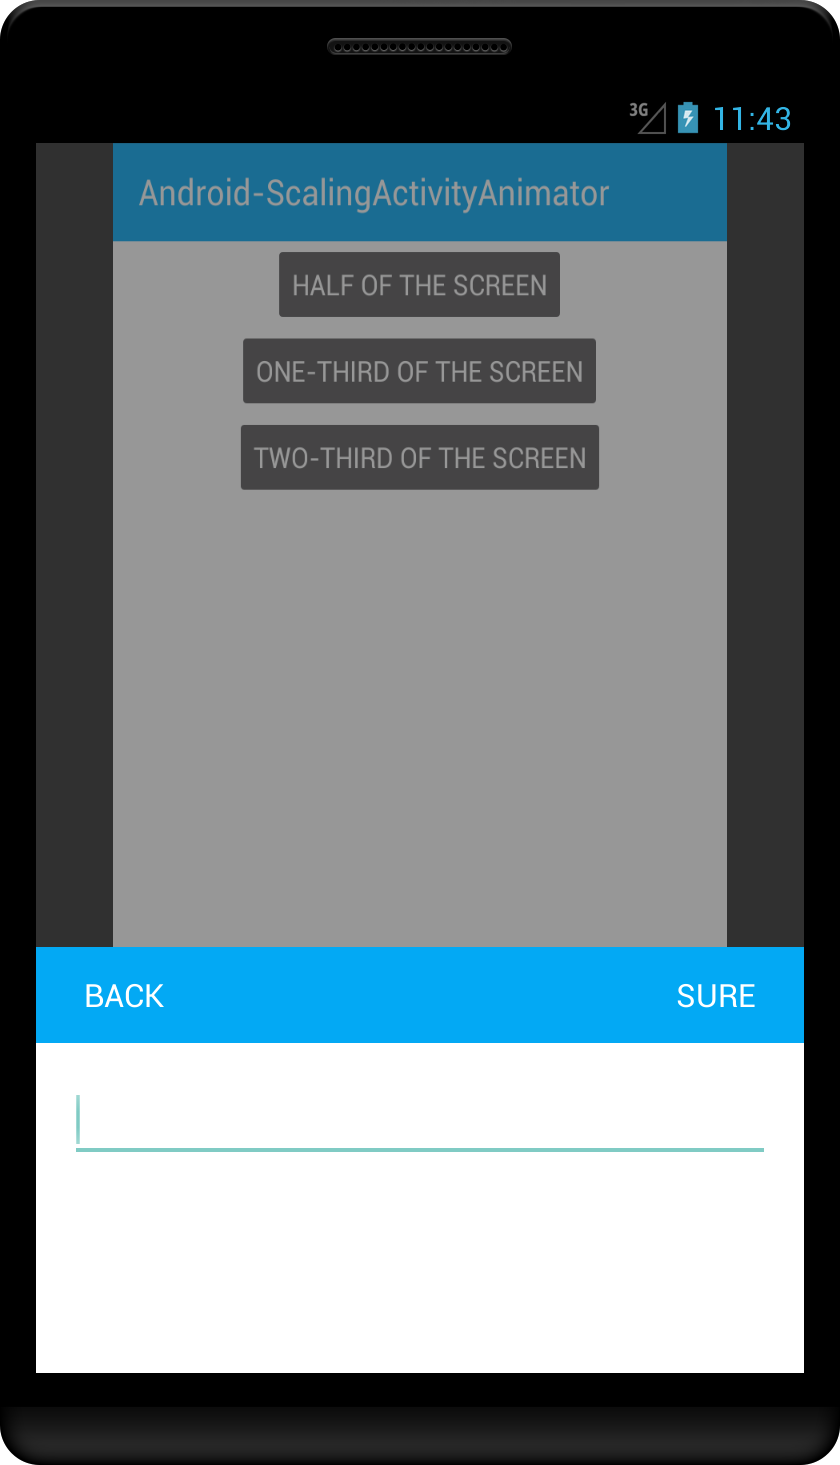 3G 11:43
Android-ScalingActivityAnimator
HALF OF THE SCREEN
ONE-THIRD OF THE SCREEN
TWO-THIRD OF THE SCREEN
BACK SURE